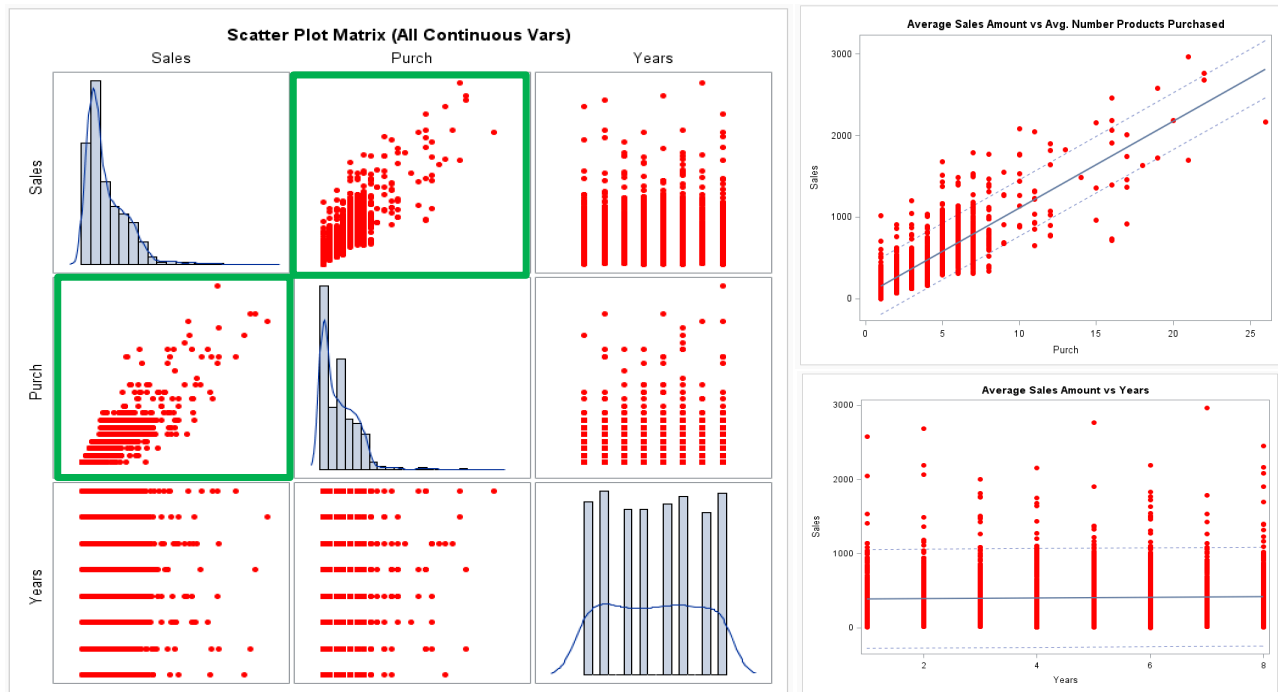 Scatter Plot Matrix (All Continuous Vars)
Sales Purch Years
Sales
Purch
Years
Average Sales Amount vs Avg. Number Products Purchased
3000
2000
1000
0
Sales
0 5 10 15 20 25
Purch
Average Sales Amount vs Years
3000
2000
1000
0
Sales
2 4 6 8
Years